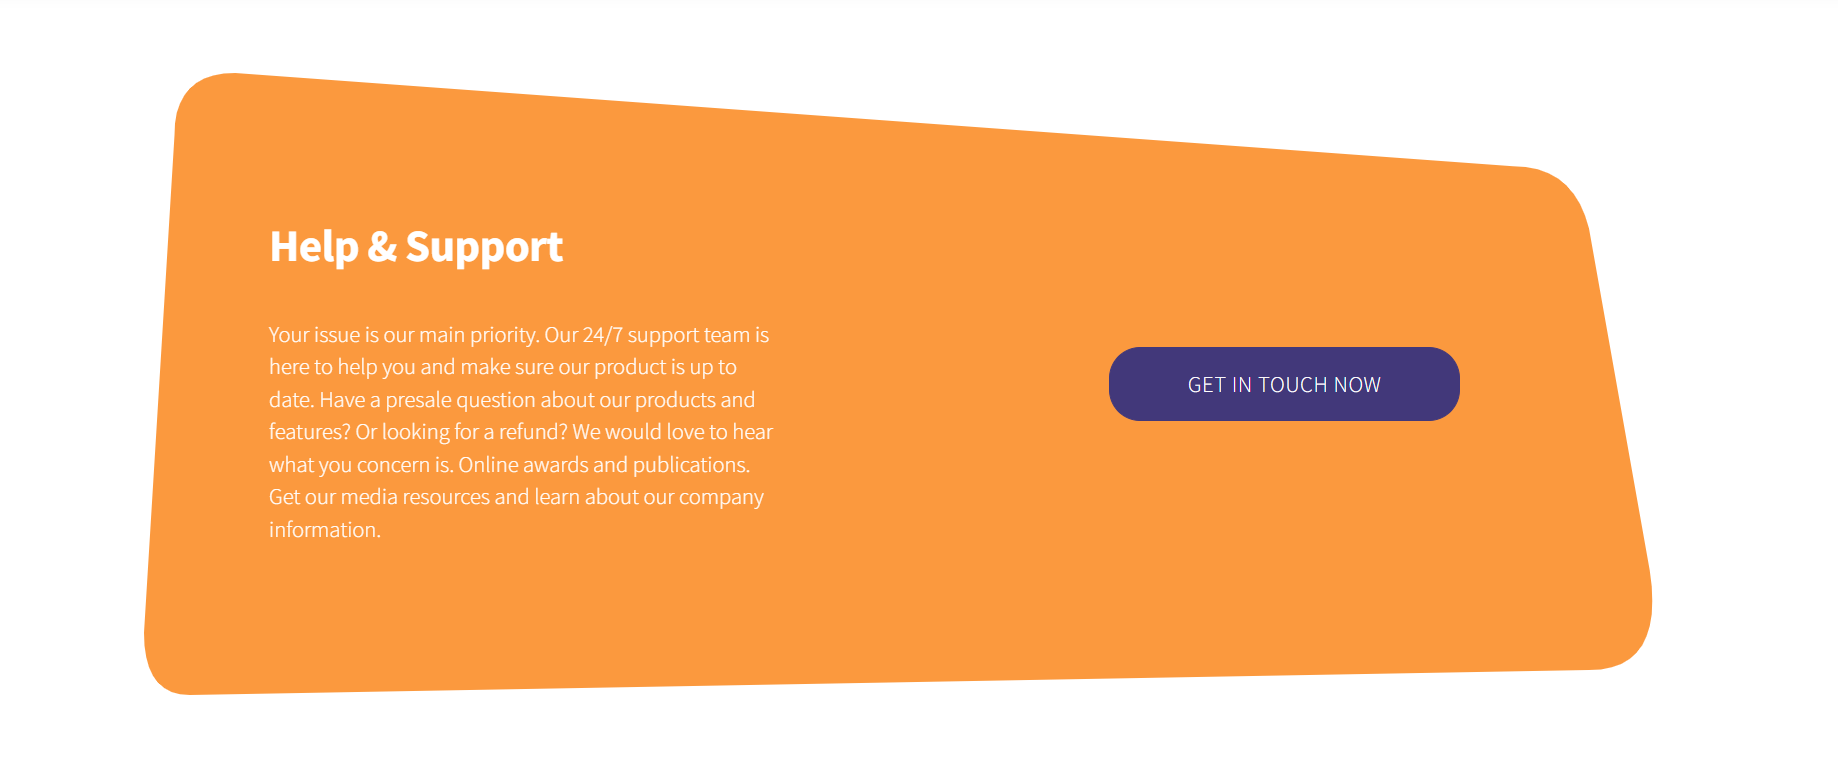 Help & Support
Your issue is our main priority. Our 24/7 support team is
here to help you and make sure our product is up to
date. Have a presale question about our products and
features? Or looking for a refund? We would love to hear
what you concern is. Online awards and publications.
Get our media resources and learn about our company
information.
GET IN TOUCH NOW